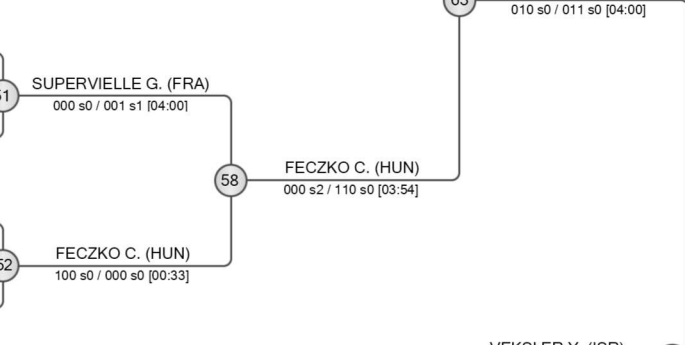 010 s0 / 011 s0 [04:00]
SUPERVIELLE G. (FRA)
000 s0 / 001 s1 [04:00]
58
FECZKO C. (HUN)
000 s2 / 110 s0 [03:54]
FECZKO C. (HUN)
100 s0 / 000 s0 [00:33]